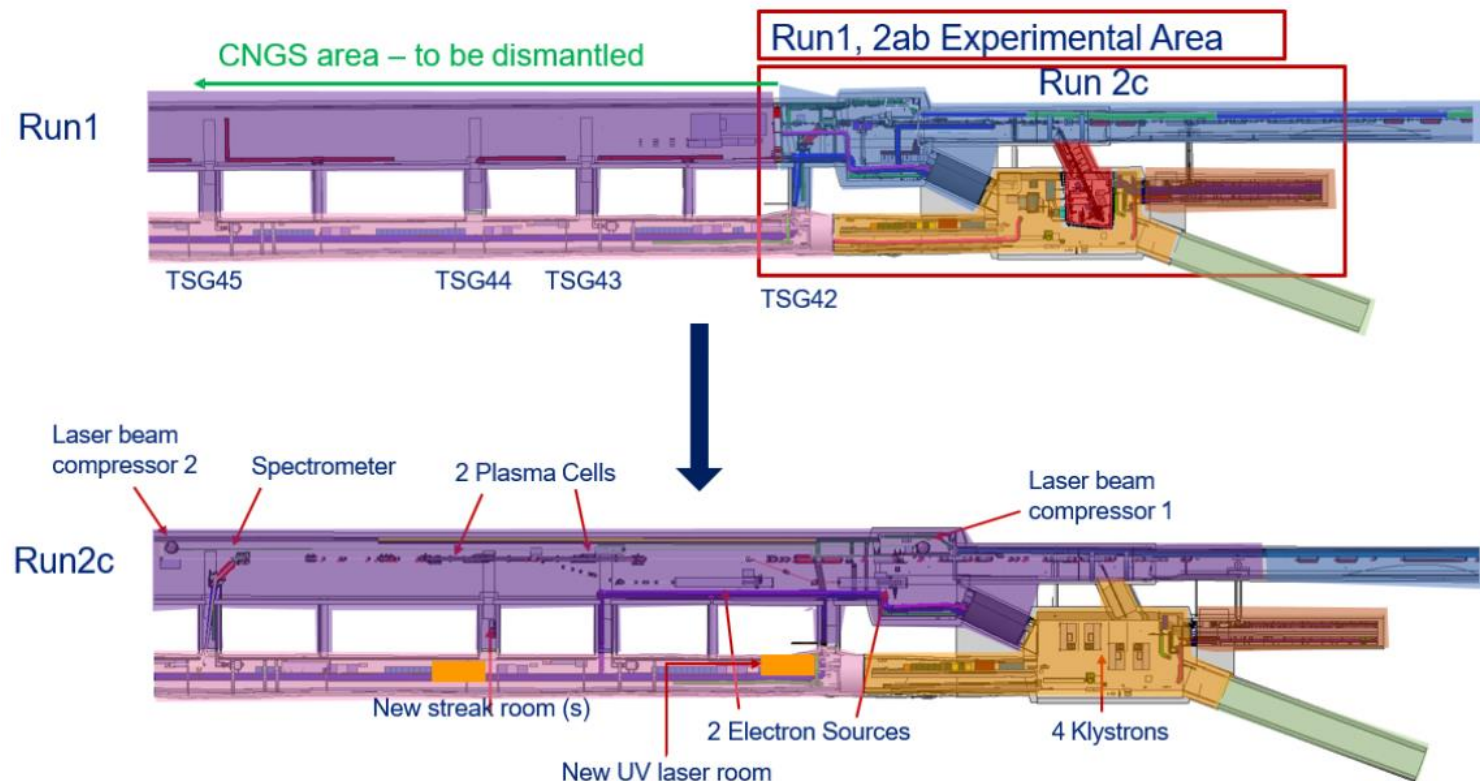 Run1, 2ab Experimental Area
CNGS area – to be dismantled
Run 2c
Run1
TSG45
TSG44
TSG43
TSG42
Laser beam
compressor 2
Spectrometer
2 Plasma Cells
Laser beam
compressor 1
Run2c
New streak room (s)
2 Electron Sources
4 Klystrons
New UV laser room